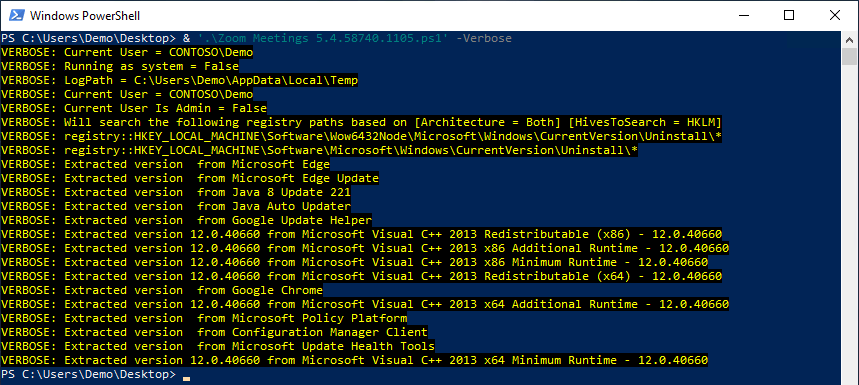 Windows PowerShell
PS C:\Users\Demo\Desktop> & '.\Zoom Meetings 5.4.58740.1105.ps1' -Verbose
VERBOSE: Current User = CONTOSO\Demo
VERBOSE: Running as system = False
VERBOSE: LogPath = C:\Users\Demo\AppData\Local\Temp
VERBOSE: Current User = CONTOSO\Demo
VERBOSE: Current User Is Admin = False
VERBOSE: Will search the following registry paths based on [Architecture = Both] [HivesToSearch = HKLM]
VERBOSE: registry::HKEY_LOCAL_MACHINE\Software\Wow6432Node\Microsoft\Windows\CurrentVersion\Uninstall\*
VERBOSE: registry::HKEY_LOCAL_MACHINE\Software\Microsoft\Windows\CurrentVersion\Uninstall\*
VERBOSE: Extracted version  from Microsoft Edge
VERBOSE: Extracted version  from Microsoft Edge Update
VERBOSE: Extracted version  from Java 8 Update 221
VERBOSE: Extracted version  from Java Auto Updater
VERBOSE: Extracted version  from Google Update Helper
VERBOSE: Extracted version 12.0.40660 from Microsoft Visual C++ 2013 Redistributable (x86) - 12.0.40660
VERBOSE: Extracted version 12.0.40660 from Microsoft Visual C++ 2013 x86 Additional Runtime - 12.0.40660
VERBOSE: Extracted version 12.0.40660 from Microsoft Visual C++ 2013 x86 Minimum Runtime - 12.0.40660
VERBOSE: Extracted version 12.0.40660 from Microsoft Visual C++ 2013 Redistributable (x64) - 12.0.40660
VERBOSE: Extracted version  from Google Chrome
VERBOSE: Extracted version 12.0.40660 from Microsoft Visual C++ 2013 x64 Additional Runtime - 12.0.40660
VERBOSE: Extracted version  from Microsoft Policy Platform
VERBOSE: Extracted version  from Configuration Manager Client
VERBOSE: Extracted version  from Microsoft Update Health Tools
VERBOSE: Extracted version 12.0.40660 from Microsoft Visual C++ 2013 x64 Minimum Runtime - 12.0.40660
PS C:\Users\Demo\Desktop>